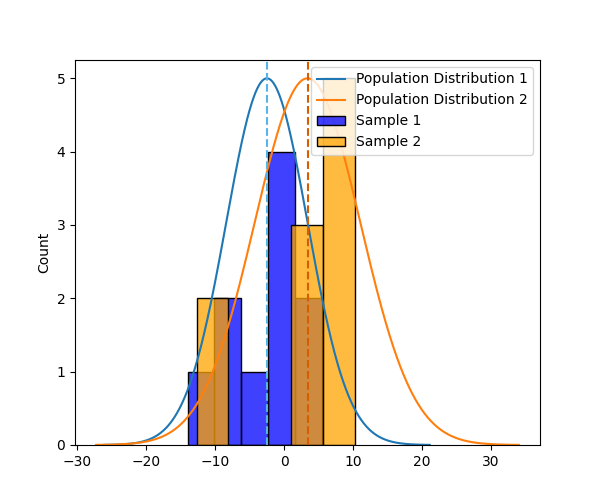 Population Distribution 1
Population Distribution 2
Sample 1
Sample 2
Count
5
4
3
2
1
0
−30 −20 −10 0 10 20 30